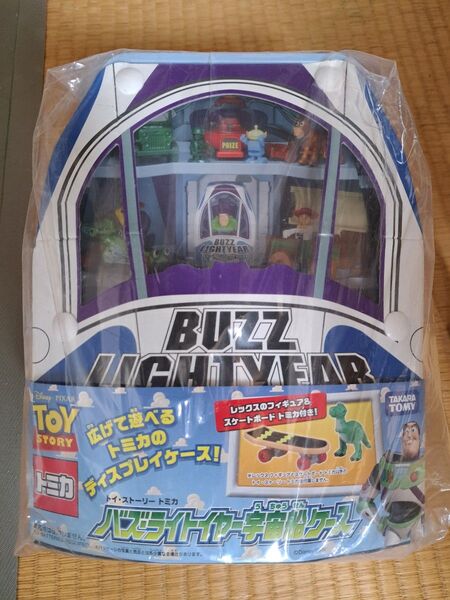 PRIZE
BUZZ
LIGHTYEAR
BUZZ
LIGHTYEAR
Disney PIXAR
TOY
STORY
トミカ
広げて遊べる
トミカの
ディスプレイケース!
レックスのフィギュア&
スケートボード トミカ付き!
TAKARA
TOMY
トイ・ストーリー トミカ
バズライトイヤー宇宙船ケース
©Disney